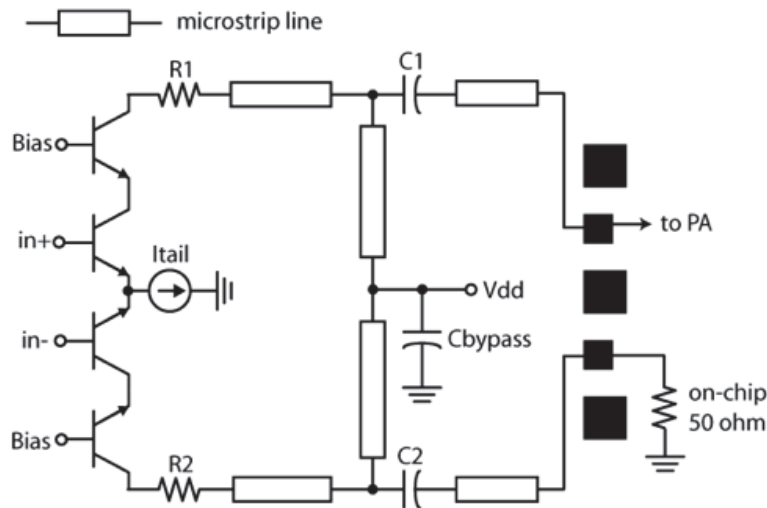 microstrip line
R1
C1
Bias
in+
to PA
Itail
Vdd
in-
Cbypass
on-chip
50 ohm
Bias
R2
C2